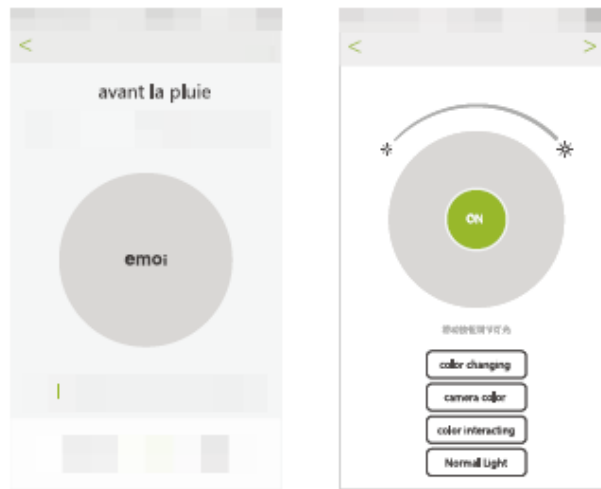 avant la pluie
emoi
ON
color changing
camera color
color interacting
Normal Light